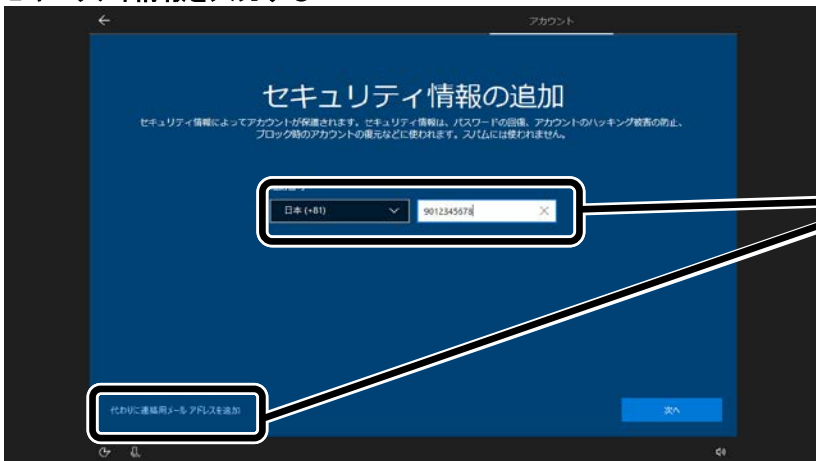 アカウント
セキュリティ情報の追加
セキュリティ情報によってアカウントが保護されます。セキュリティ情報は、パスワードの回復、アカウントのハッキング被害の防止、
ブロック時のアカウントの復元などに使われます。スパムには使われません。
日本 (+81)
9012345678
代わりに連絡用メール アドレスを追加
次へ